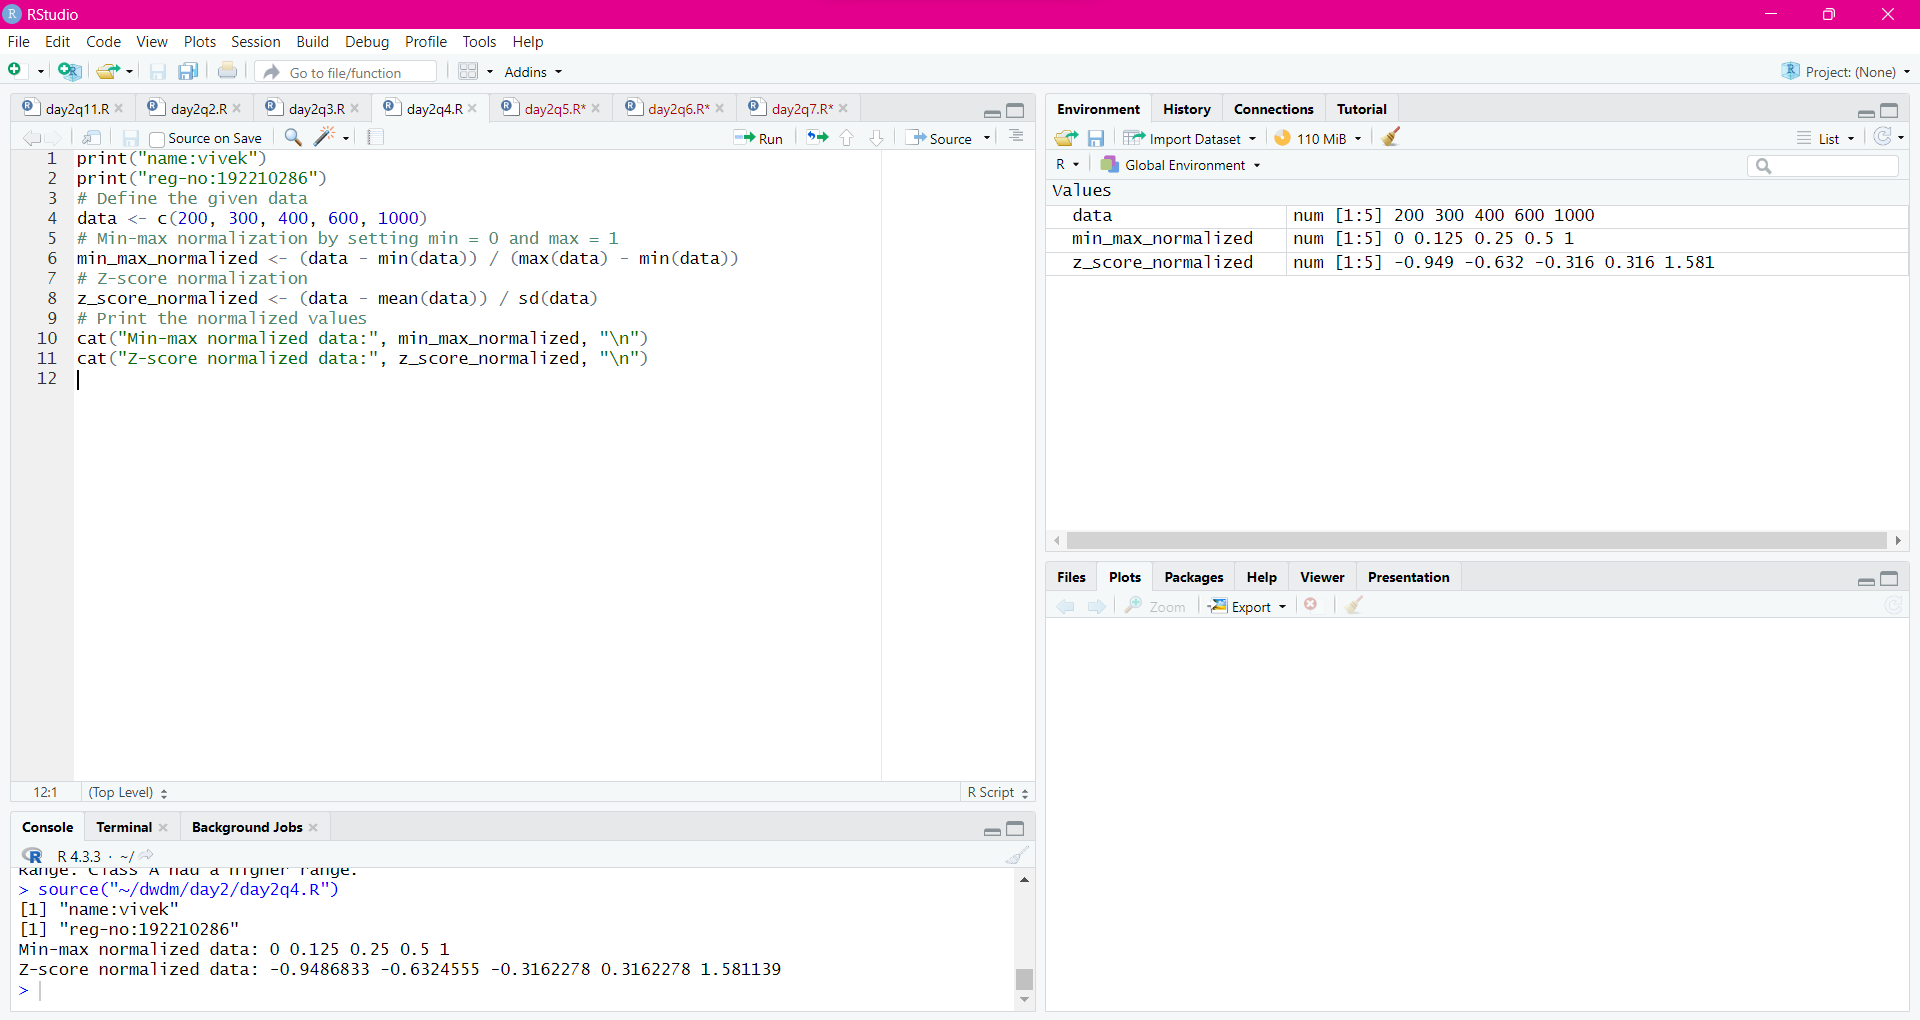 RStudio
File Edit Code View Plots Session Build Debug Profile Tools Help
Go to file/function Addins Project: (None)
day2q11.R day2q2.R day2q3.R day2q4.R day2q5.R* day2q6.R* day2q7.R*
Source on Save Run Source
1 print("name:vivek")
2 print("reg-no:192210286")
3 # Define the given data
4 data <- c(200, 300, 400, 600, 1000)
5 # Min-max normalization by setting min = 0 and max = 1
6 min_max_normalized <- (data - min(data)) / (max(data) - min(data))
7 # Z-score normalization
8 z_score_normalized <- (data - mean(data)) / sd(data)
9 # Print the normalized values
10 cat("Min-max normalized data:", min_max_normalized, "\n")
11 cat("Z-score normalized data:", z_score_normalized, "\n")
12
12:1 (Top Level) R Script
Console Terminal Background Jobs
R 4.3.3 · ~/
Range: Class A had a higher range.
> source("~/dwdm/day2/day2q4.R")
[1] "name:vivek"
[1] "reg-no:192210286"
Min-max normalized data: 0 0.125 0.25 0.5 1
Z-score normalized data: -0.9486833 -0.6324555 -0.3162278 0.3162278 1.581139
>
Environment History Connections Tutorial
Import Dataset 110 MiB List
R Global Environment
Values
data num [1:5] 200 300 400 600 1000
min_max_normalized num [1:5] 0 0.125 0.25 0.5 1
z_score_normalized num [1:5] -0.949 -0.632 -0.316 0.316 1.581
Files Plots Packages Help Viewer Presentation
Zoom Export